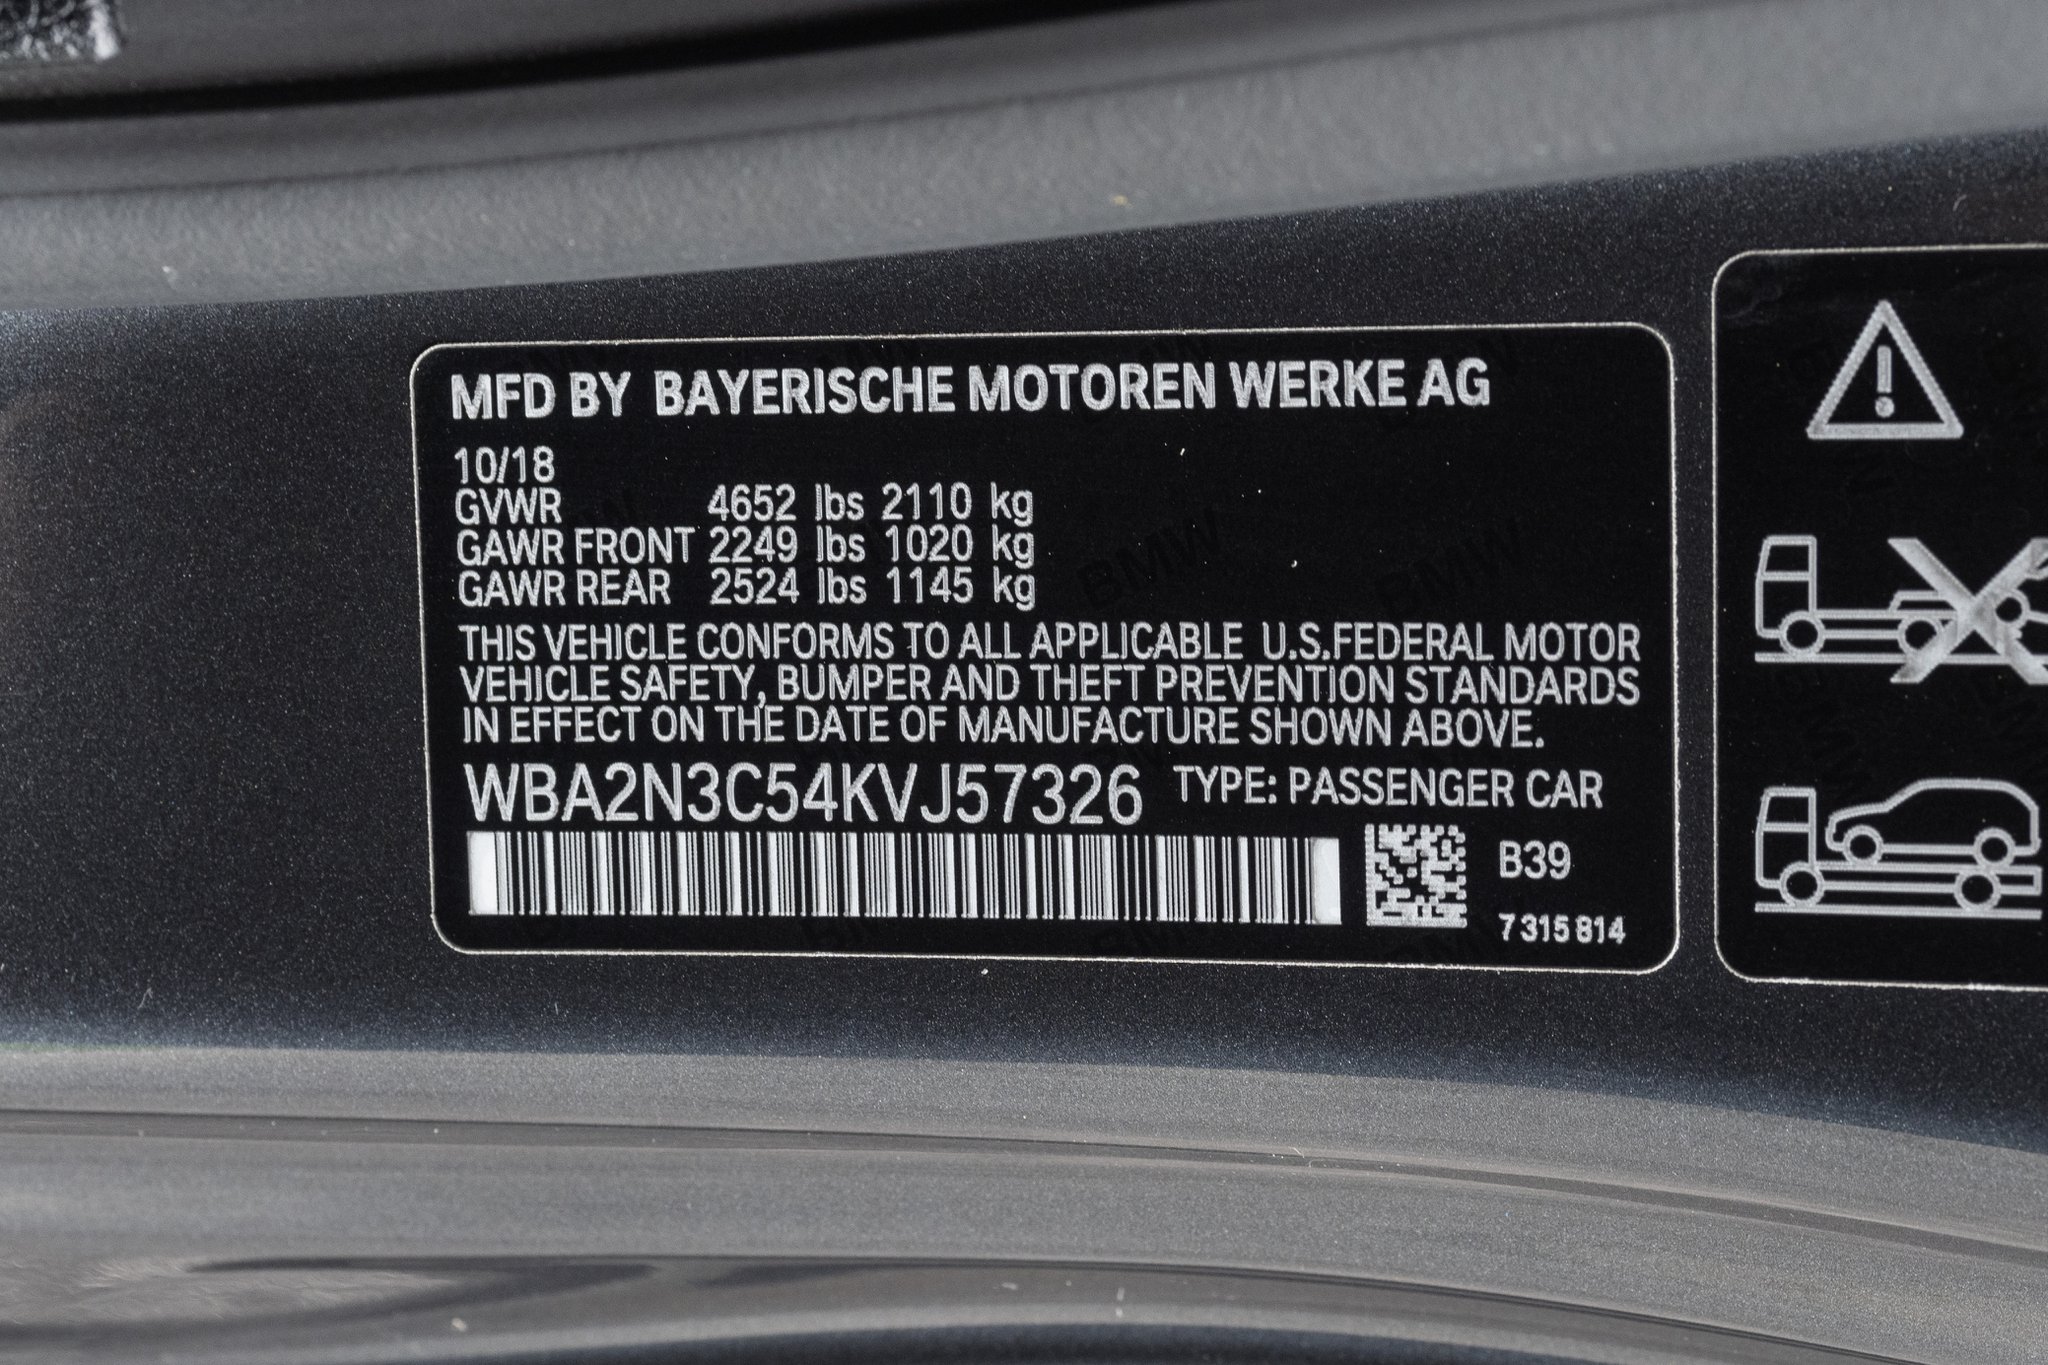 MFD BY BAYERISCHE MOTOREN WERKE AG
10/18
GVWR 4652 lbs 2110 kg
GAWR FRONT 2249 lbs 1020 kg
GAWR REAR 2524 lbs 1145 kg
THIS VEHICLE CONFORMS TO ALL APPLICABLE U.S.FEDERAL MOTOR
VEHICLE SAFETY, BUMPER AND THEFT PREVENTION STANDARDS
IN EFFECT ON THE DATE OF MANUFACTURE SHOWN ABOVE.
WBA2N3C54KVJ57326 TYPE: PASSENGER CAR
B39
7 315 814